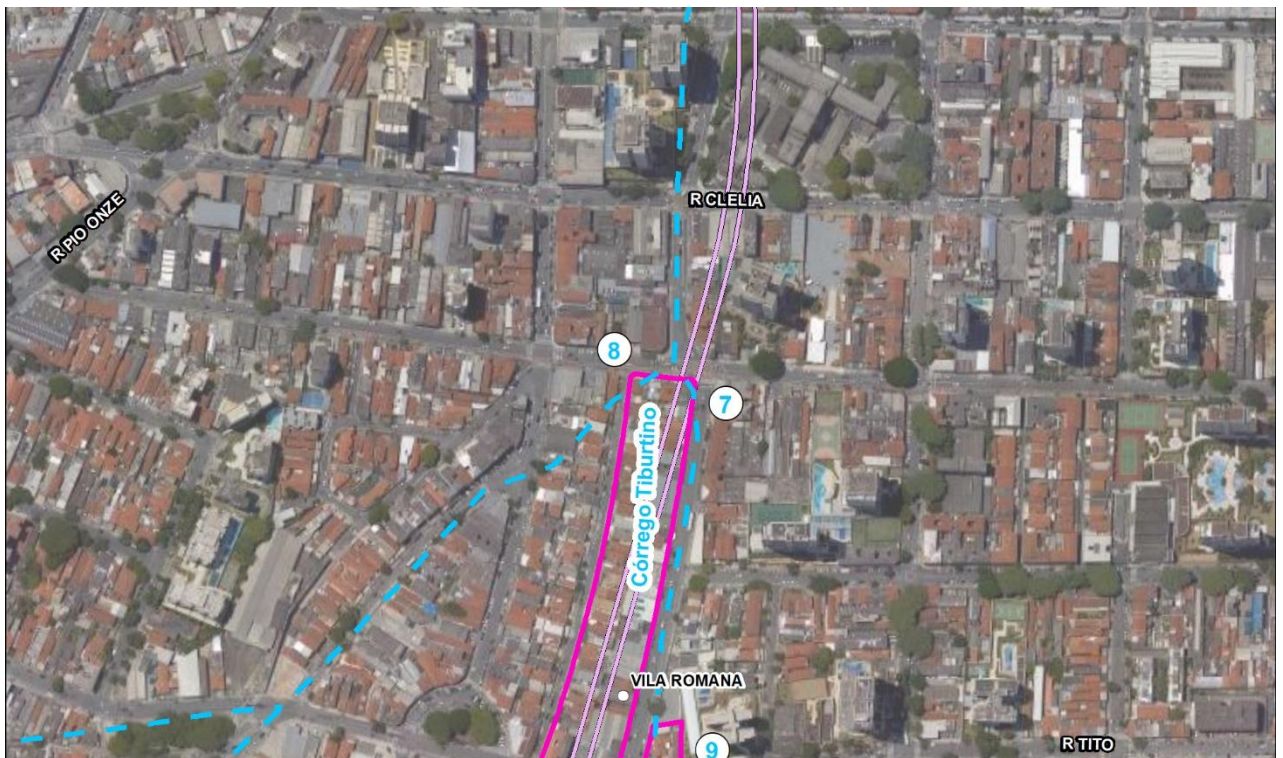 R CLELIA
R PIO ONZE
8
7
Córrego Tiburtino
VILA ROMANA
R TITO
9